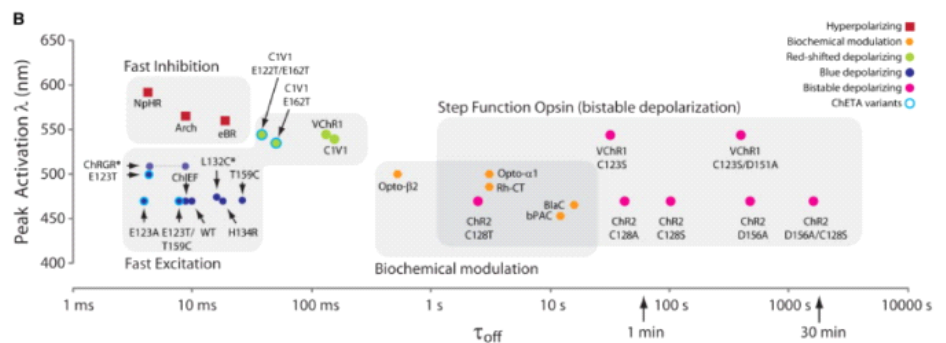 B
Hyperpolarizing
Biochemical modulation
Red-shifted depolarizing
Blue depolarizing
Bistable depolarizing
ChETA variants
Peak Activation λ (nm)
650
600
550
500
450
400
Fast Inhibition
NpHR
Arch
eBR
C1V1
E122T/E162T
C1V1
E162T
VChR1
C1V1
ChRGR*
E123T
ChIEF
L132C*
T159C
E123A
E123T/
T159C
WT
H134R
Fast Excitation
Step Function Opsin (bistable depolarization)
VChR1
C123S
VChR1
C123S/D151A
Opto-β2
Opto-α1
Rh-CT
BlaC
bPAC
ChR2
C128T
ChR2
C128A
ChR2
C128S
ChR2
D156A
ChR2
D156A/C128S
Biochemical modulation
1 ms
10 ms
100 ms
1 s
10 s
100 s
1000 s
10000 s
τoff
1 min
30 min